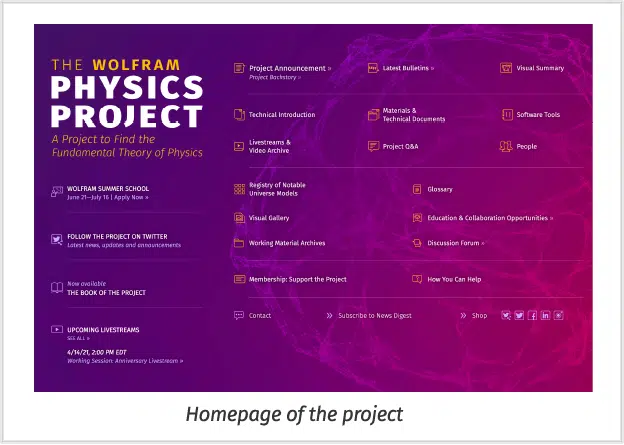 THE WOLFRAM
PHYSICS
PROJECT
A Project to Find the
Fundamental Theory of Physics
WOLFRAM SUMMER SCHOOL
June 21—July 16 | Apply Now »
FOLLOW THE PROJECT ON TWITTER
Latest news, updates and announcements
Now available
THE BOOK OF THE PROJECT
UPCOMING LIVESTREAMS
SEE ALL »
4/14/21, 2:00 PM EDT
Working Session: Anniversary Livestream »
Project Announcement »
Project Backstory »
Latest Bulletins »
Visual Summary
Technical Introduction
Materials &
Technical Documents
Software Tools
Livestreams &
Video Archive
Project Q&A
People
Registry of Notable
Universe Models
Glossary
Visual Gallery
Education & Collaboration Opportunities »
Working Material Archives
Discussion Forum »
Membership: Support the Project
How You Can Help
Contact
» Subscribe to News Digest
» Shop
Homepage of the project